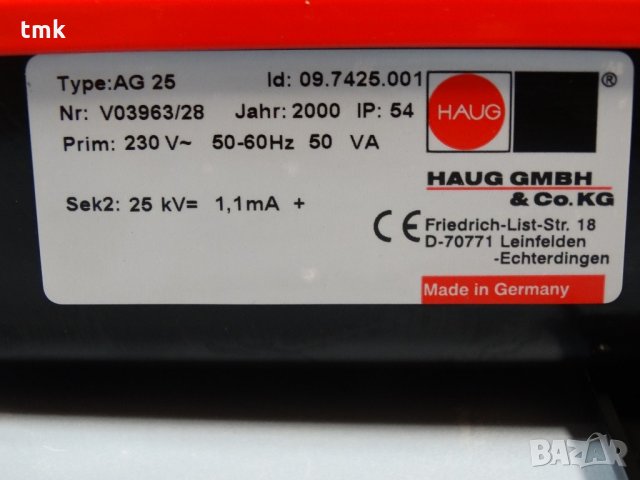 tmk
Type:AG 25 Id: 09.7425.001
Nr: V03963/28 Jahr: 2000 IP: 54
Prim: 230 V~ 50-60Hz 50 VA
Sek2: 25 kV= 1,1mA +
HAUG ®
HAUG GMBH
& Co. KG
CE Friedrich-List-Str. 18
D-70771 Leinfelden
-Echterdingen
Made in Germany
BAZAR